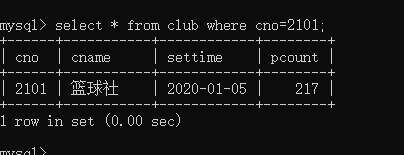 mysql> select * from club where cno=2101;
+------+-----------+------------+--------+
| cno | cname | settime | pcount |
+------+-----------+------------+--------+
| 2101 | 篮球社 | 2020-01-05 | 217 |
+------+-----------+------------+--------+
1 row in set (0.00 sec)
mysql>